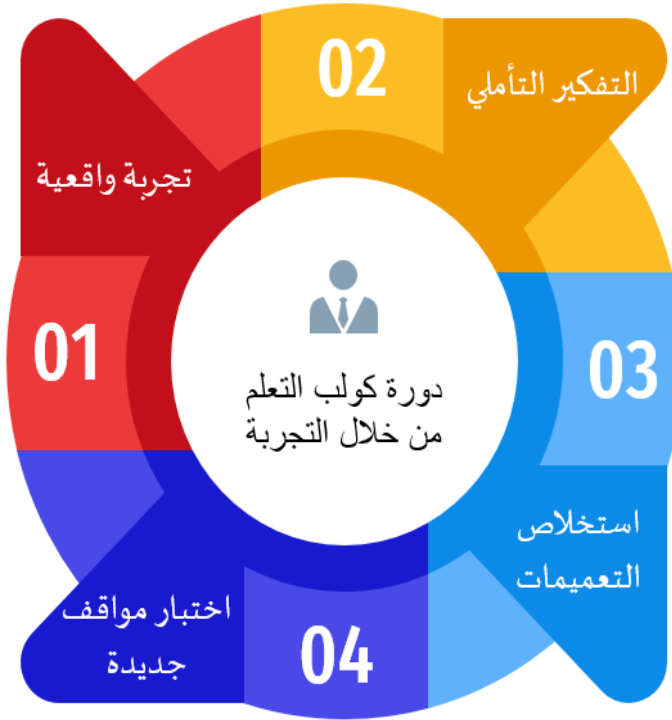 02
التفكير التأملي
تجربة واقعية
01
دورة كولب التعلم
من خلال التجربة
03
استخلاص
التعميمات
اختبار مواقف
جديدة
04